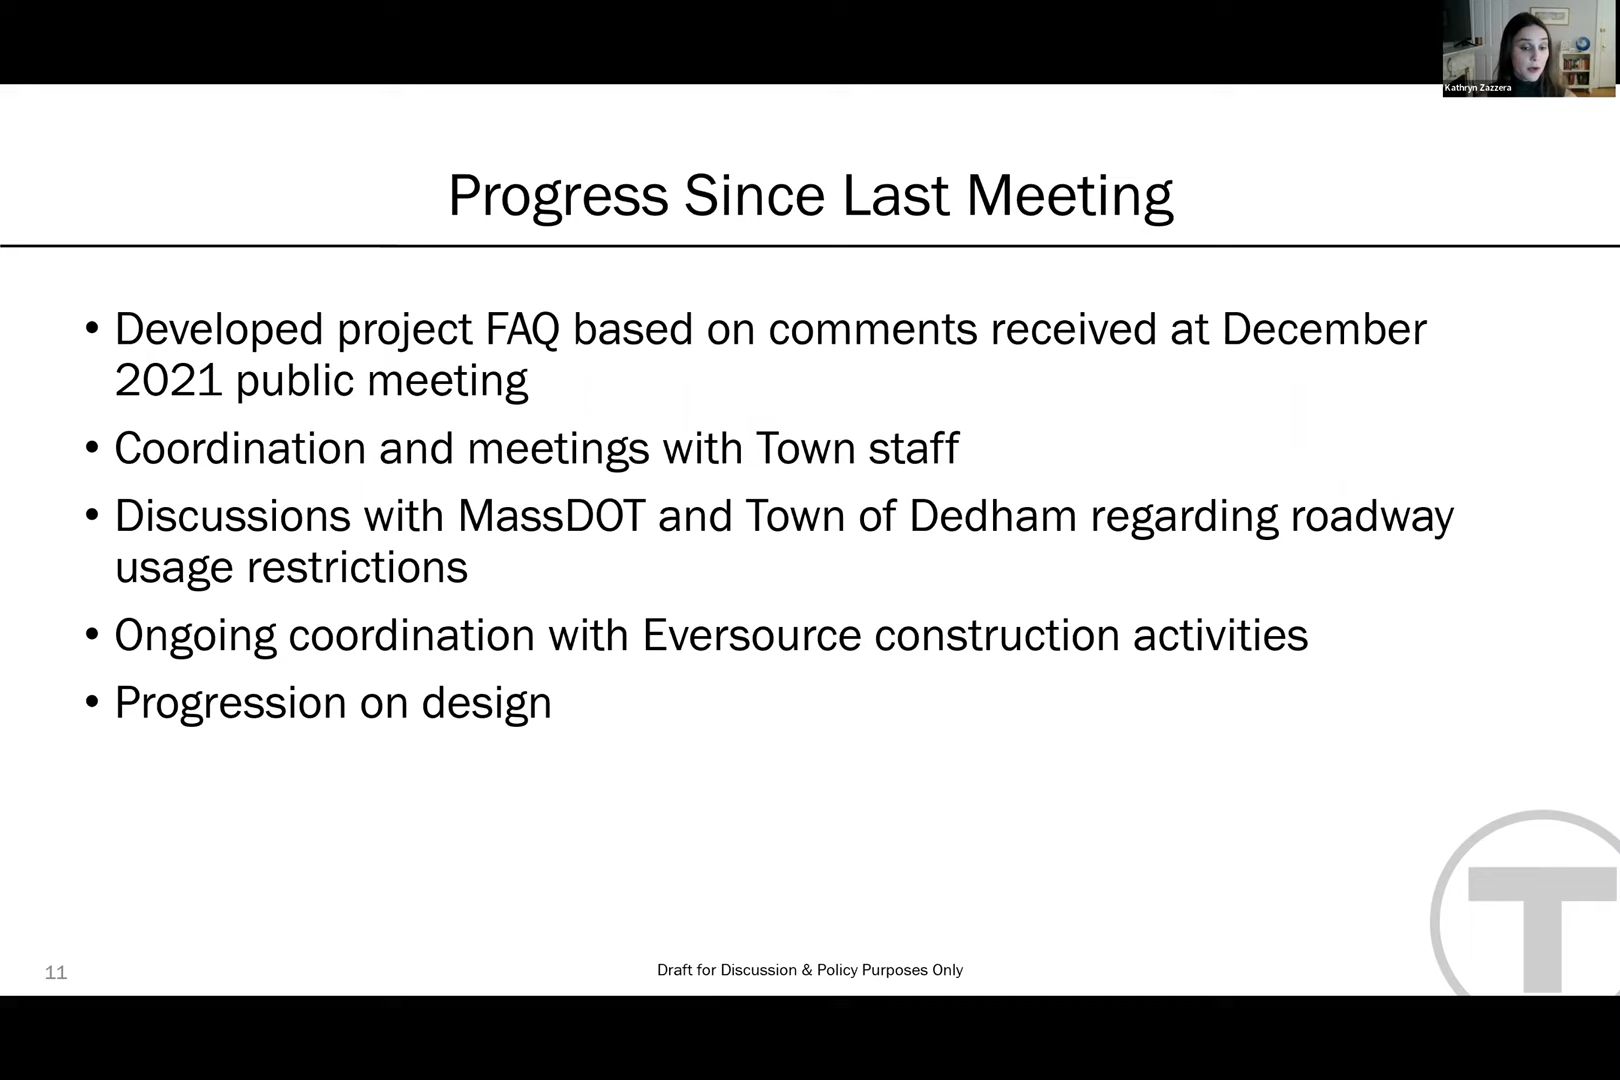 Kathryn Zazzera
Progress Since Last Meeting
• Developed project FAQ based on comments received at December
2021 public meeting
• Coordination and meetings with Town staff
• Discussions with MassDOT and Town of Dedham regarding roadway
usage restrictions
• Ongoing coordination with Eversource construction activities
• Progression on design
T
11
Draft for Discussion & Policy Purposes Only